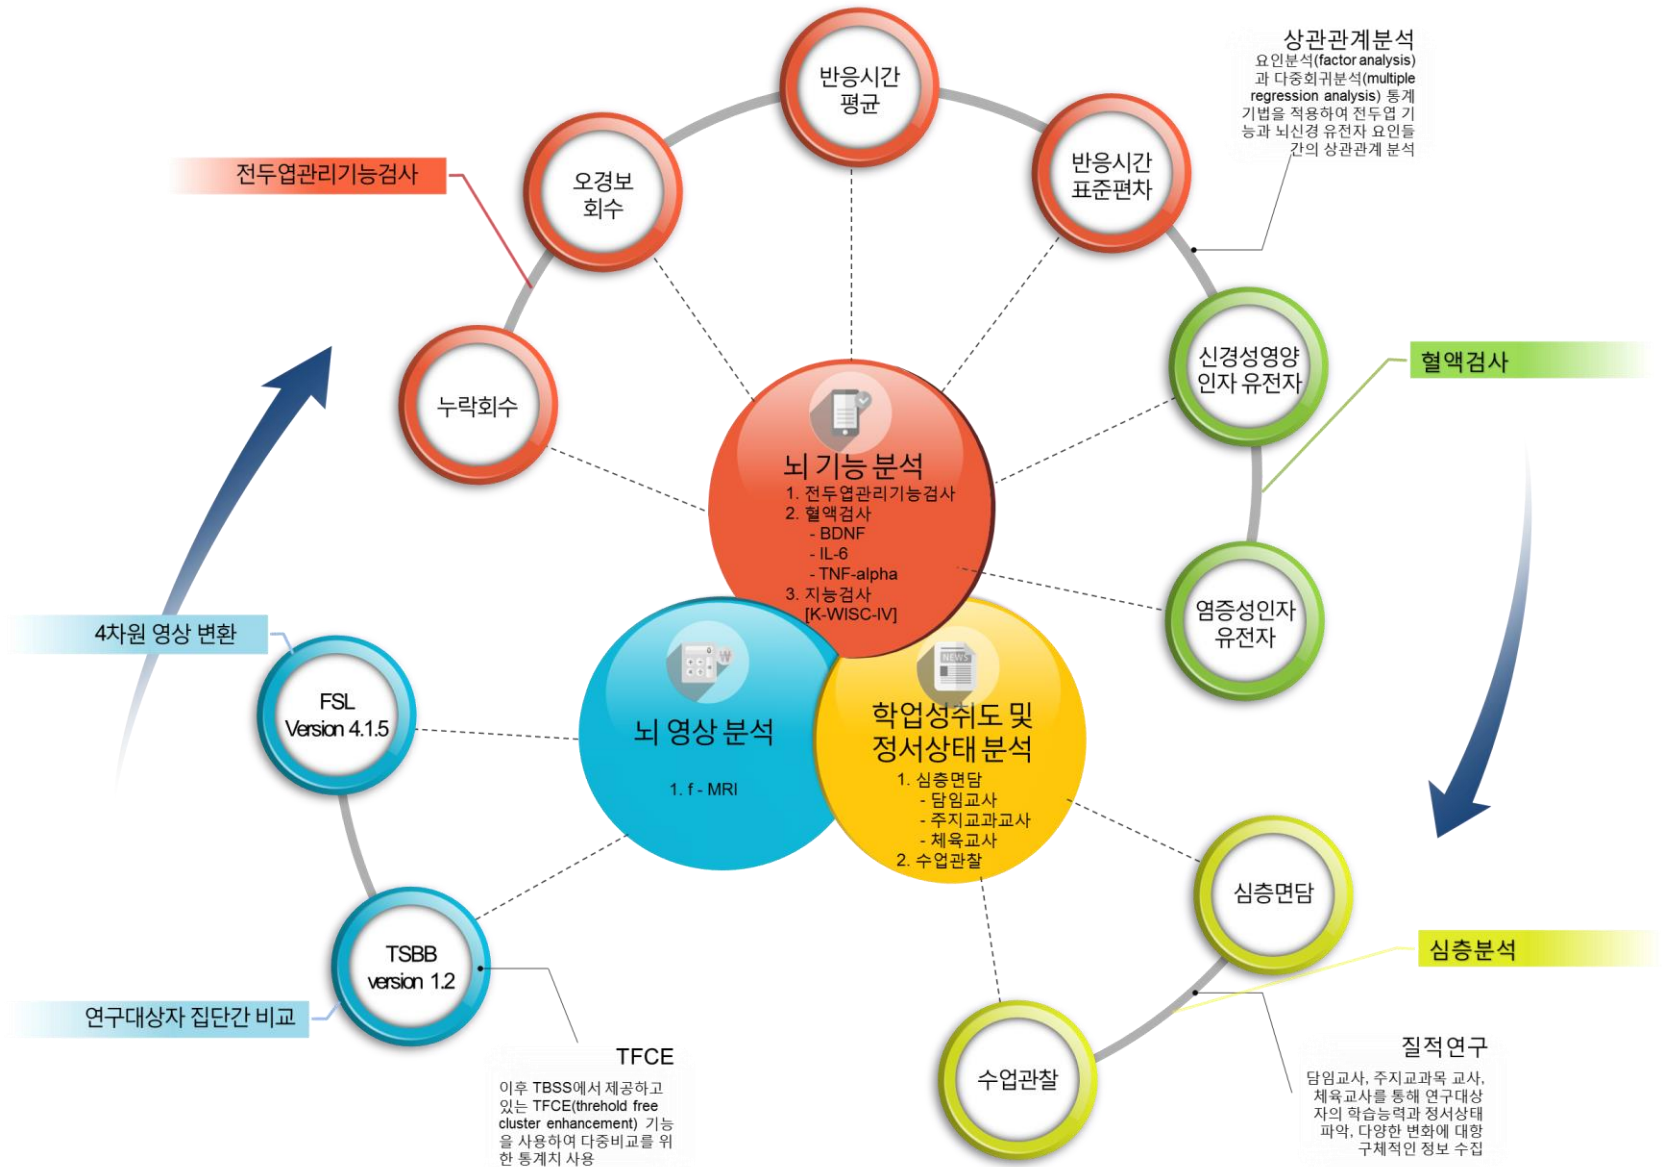 상관관계분석
요인분석(factor analysis)
과 다중회귀분석(multiple
regression analysis) 통계
기법을 적용하여 전두엽 기
능과 뇌신경 유전자 요인들
간의 상관관계 분석
반응시간
평균
반응시간
표준편차
오경보
회수
전두엽관리기능검사
누락회수
신경성영양
인자 유전자
혈액검사
염증성인자
유전자
뇌 기능 분석
1. 전두엽관리기능검사
2. 혈액검사
- BDNF
- IL-6
- TNF-alpha
3. 지능검사
[K-WISC-IV]
4차원 영상 변환
FSL
Version 4.1.5
뇌 영상 분석
1. f - MRI
NEWS
학업성취도 및
정서상태 분석
1. 심층면담
- 담임교사
- 주지교과교사
- 체육교사
2. 수업관찰
심층면담
심층분석
TSBB
version 1.2
연구대상자 집단간 비교
수업관찰
TFCE
이후 TBSS에서 제공하고
있는 TFCE(threhold free
cluster enhancement) 기능
을 사용하여 다중비교를 위
한 통계치 사용
질적연구
담임교사, 주지교과목 교사,
체육교사를 통해 연구대상
자의 학습능력과 정서상태
파악, 다양한 변화에 대항
구체적인 정보 수집